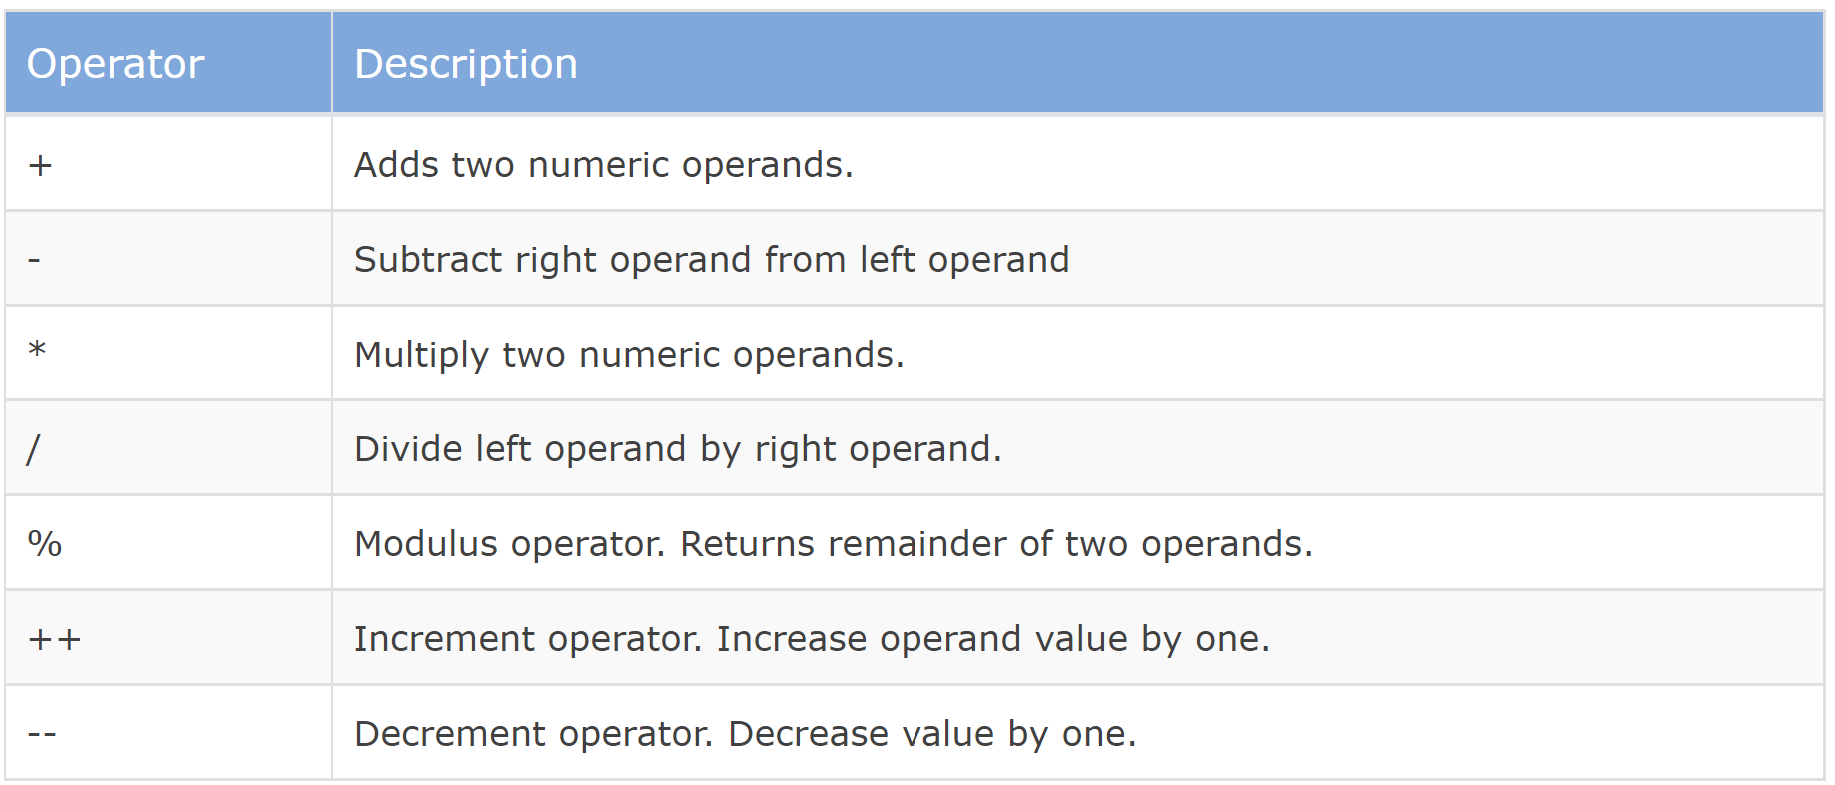 Operator Description
+ Adds two numeric operands.
- Subtract right operand from left operand
* Multiply two numeric operands.
/ Divide left operand by right operand.
% Modulus operator. Returns remainder of two operands.
++ Increment operator. Increase operand value by one.
-- Decrement operator. Decrease value by one.